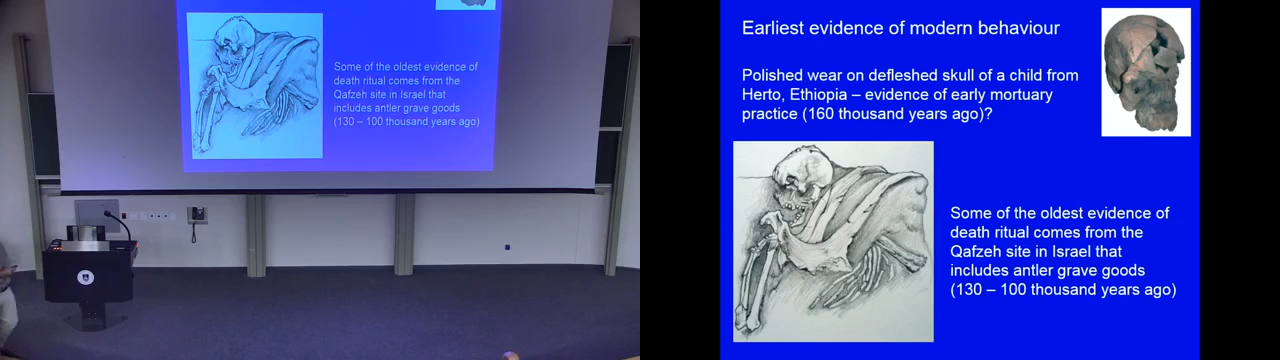 Some of the oldest evidence of
death ritual comes from the
Qafzeh site in Israel that
includes antler grave goods
(130 – 100 thousand years ago)
Earliest evidence of modern behaviour
Polished wear on defleshed skull of a child from
Herto, Ethiopia – evidence of early mortuary
practice (160 thousand years ago)?
Some of the oldest evidence of
death ritual comes from the
Qafzeh site in Israel that
includes antler grave goods
(130 – 100 thousand years ago)